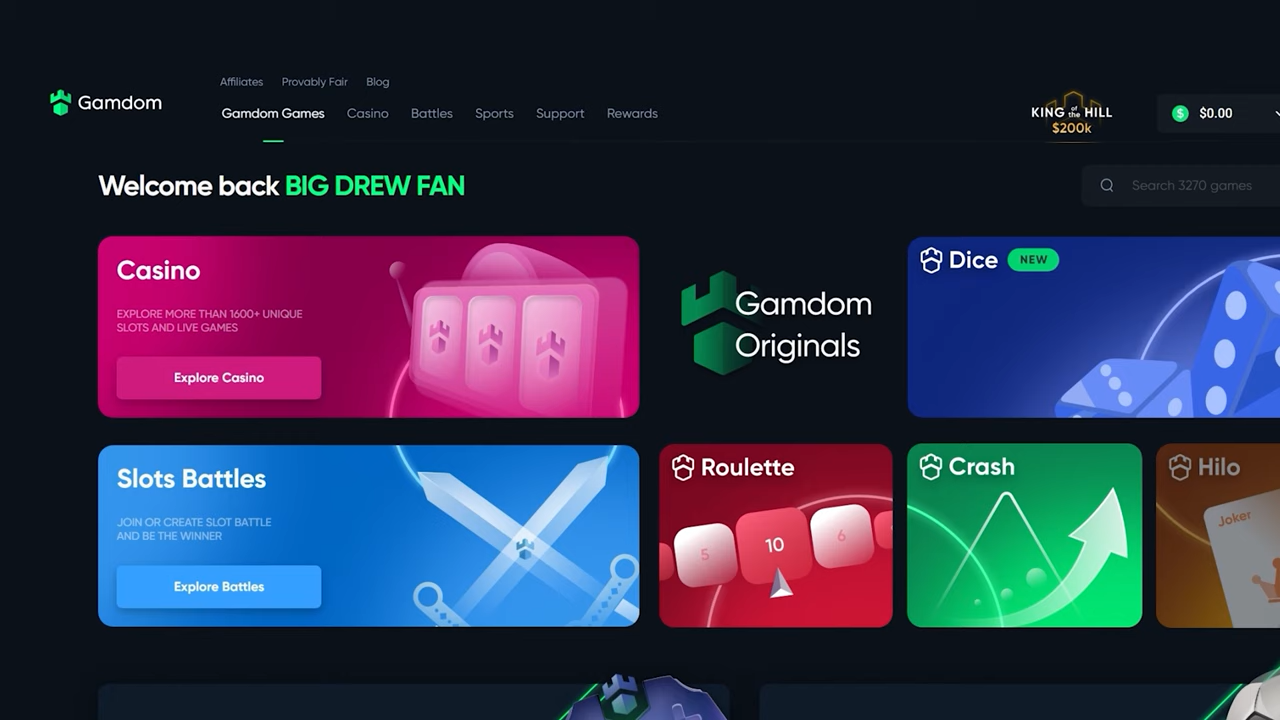 Affiliates Provably Fair Blog
Gamdom
Gamdom Games Casino Battles Sports Support Rewards
KING of the HILL
$200k
$ $0.00
Welcome back BIG DREW FAN
Search 3270 games
Casino
EXPLORE MORE THAN 1600+ UNIQUE
SLOTS AND LIVE GAMES
Explore Casino
Gamdom
Originals
Dice NEW
Slots Battles
JOIN OR CREATE SLOT BATTLE
AND BE THE WINNER
Explore Battles
Roulette
5 10 6
Crash
Hilo
Joker